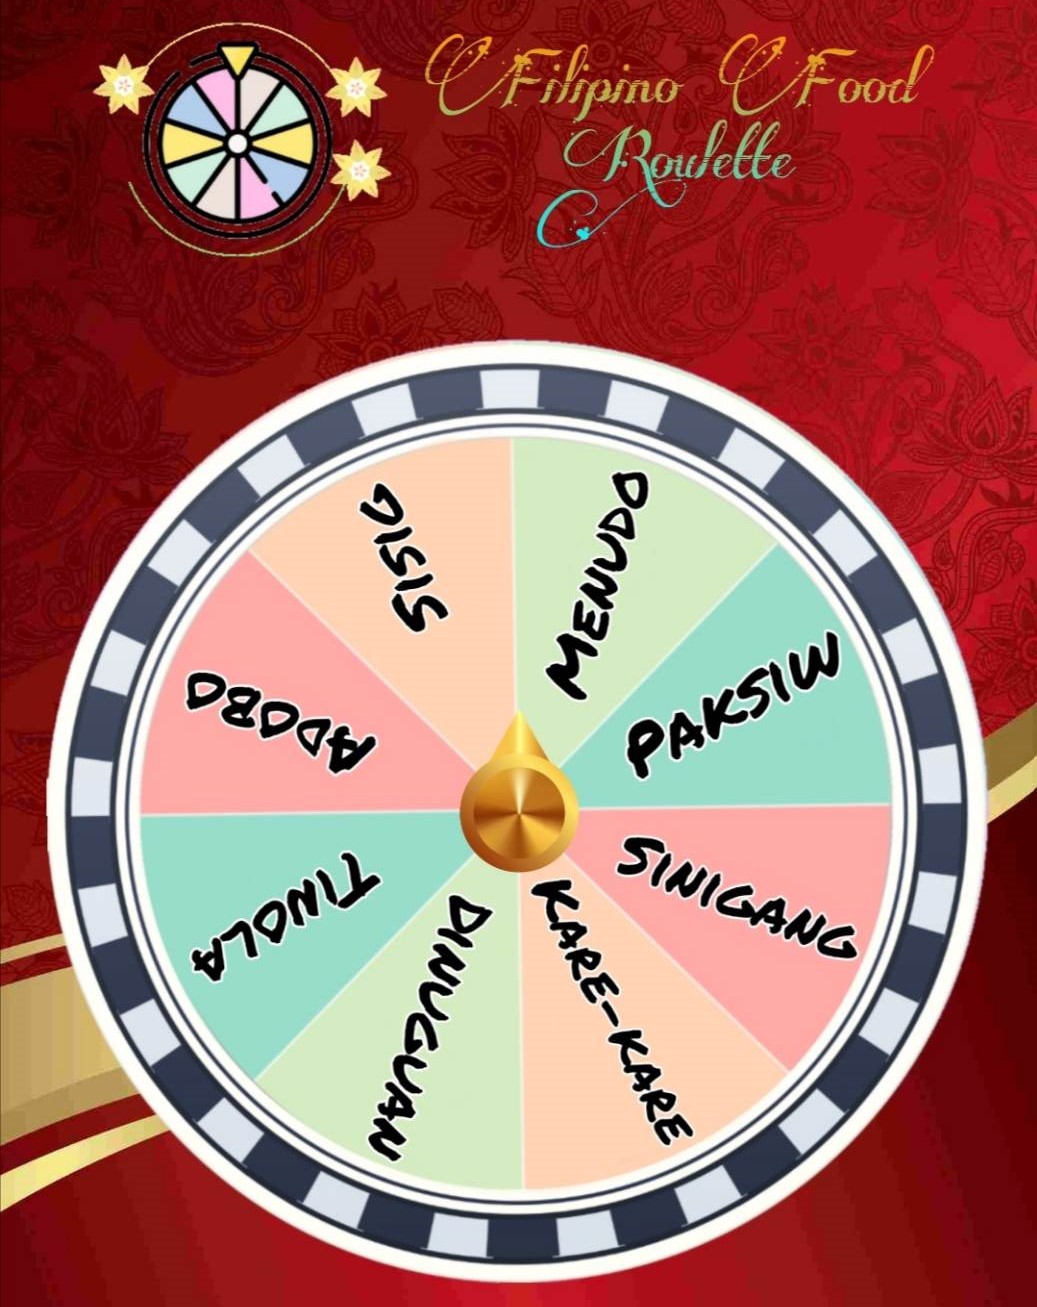 Filipino Food
Roulette
MENUDO
PAKSIW
SINIGANG
KARE-KARE
DINUGUAN
TINOLA
ADOBO
SISIG